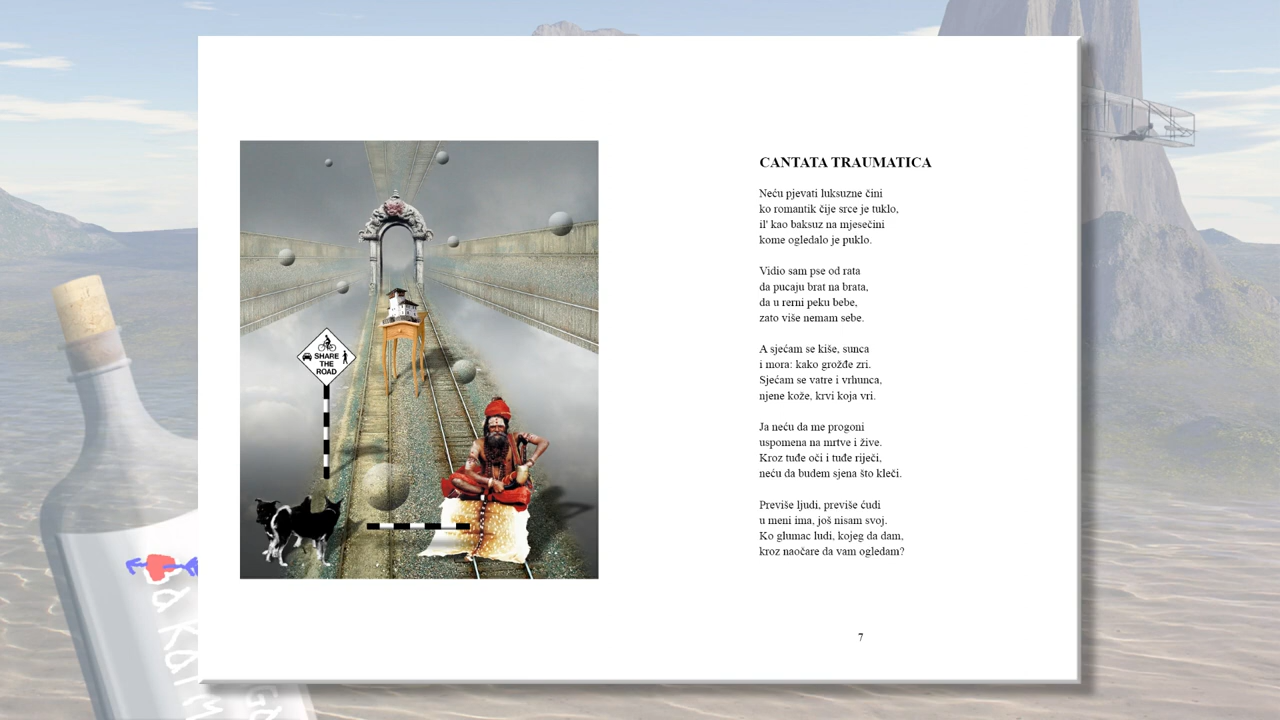 SHARE
THE
ROAD
CANTATA TRAUMATICA
Neću pjevati luksuzne čini
ko romantik čije srce je tuklo,
il' kao baksuz na mjesečini
kome ogledalo je puklo.
Vidio sam pse od rata
da pucaju brat na brata,
da u rerni peku bebe,
zato više nemam sebe.
A sjećam se kiše, sunca
i mora: kako grožđe zri.
Sjećam se vatre i vrhunca,
njene kože, krvi koja vri.
Ja neću da me progoni
uspomena na mrtve i žive.
Kroz tuđe oči i tuđe riječi,
neću da budem sjena što kleči.
Previše ljudi, previše ćudi
u meni ima, još nisam svoj.
Ko glumac ludi, kojeg da dam,
kroz naočare da vam ogledam?
7